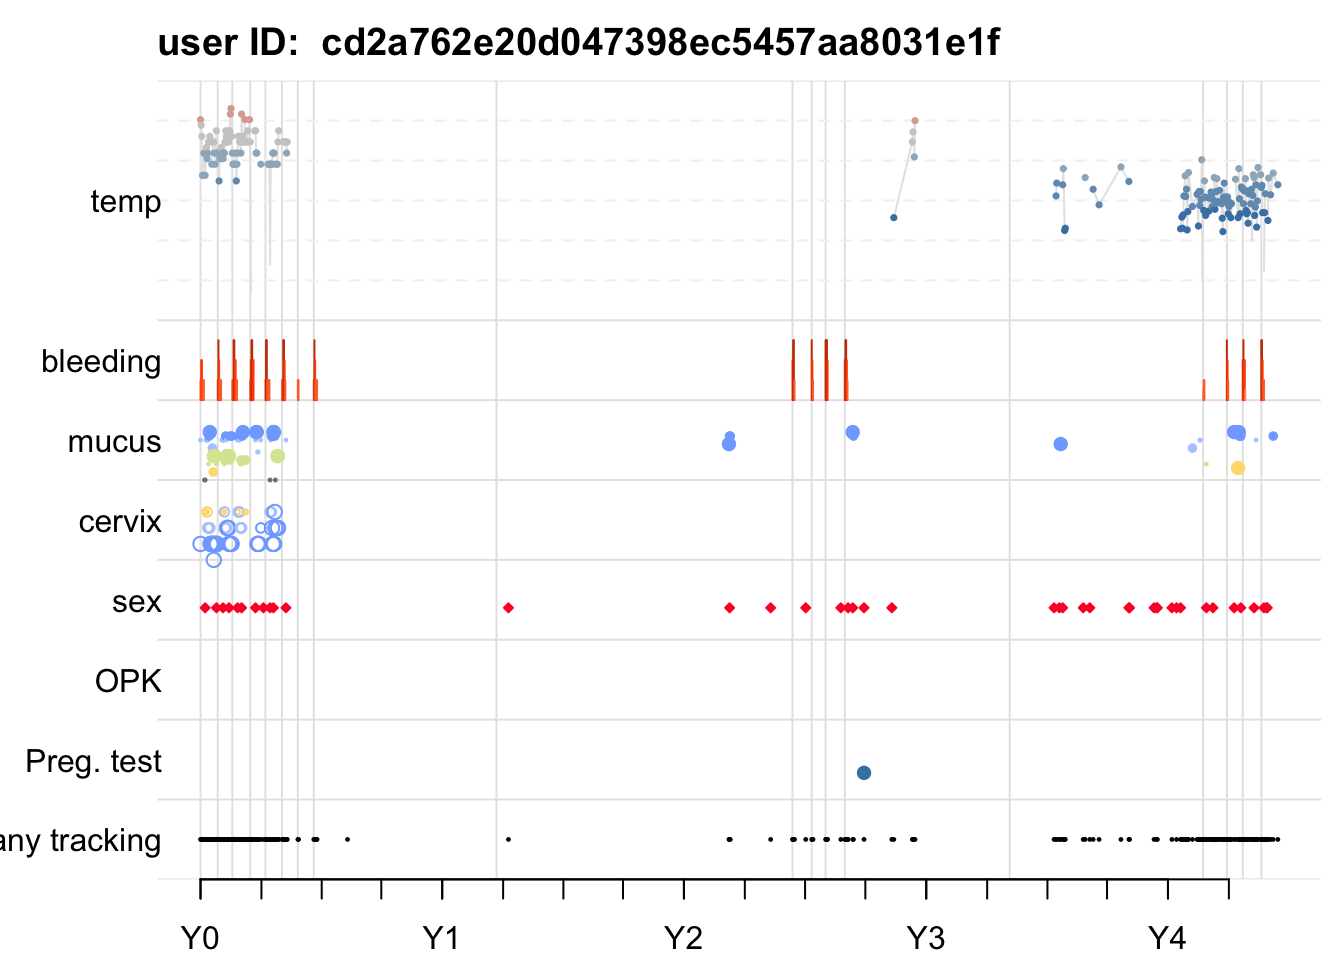 user ID:  cd2a762e20d047398ec5457aa8031e1f
temp
bleeding
mucus
cervix
sex
OPK
Preg. test
any tracking
Y0 Y1 Y2 Y3 Y4